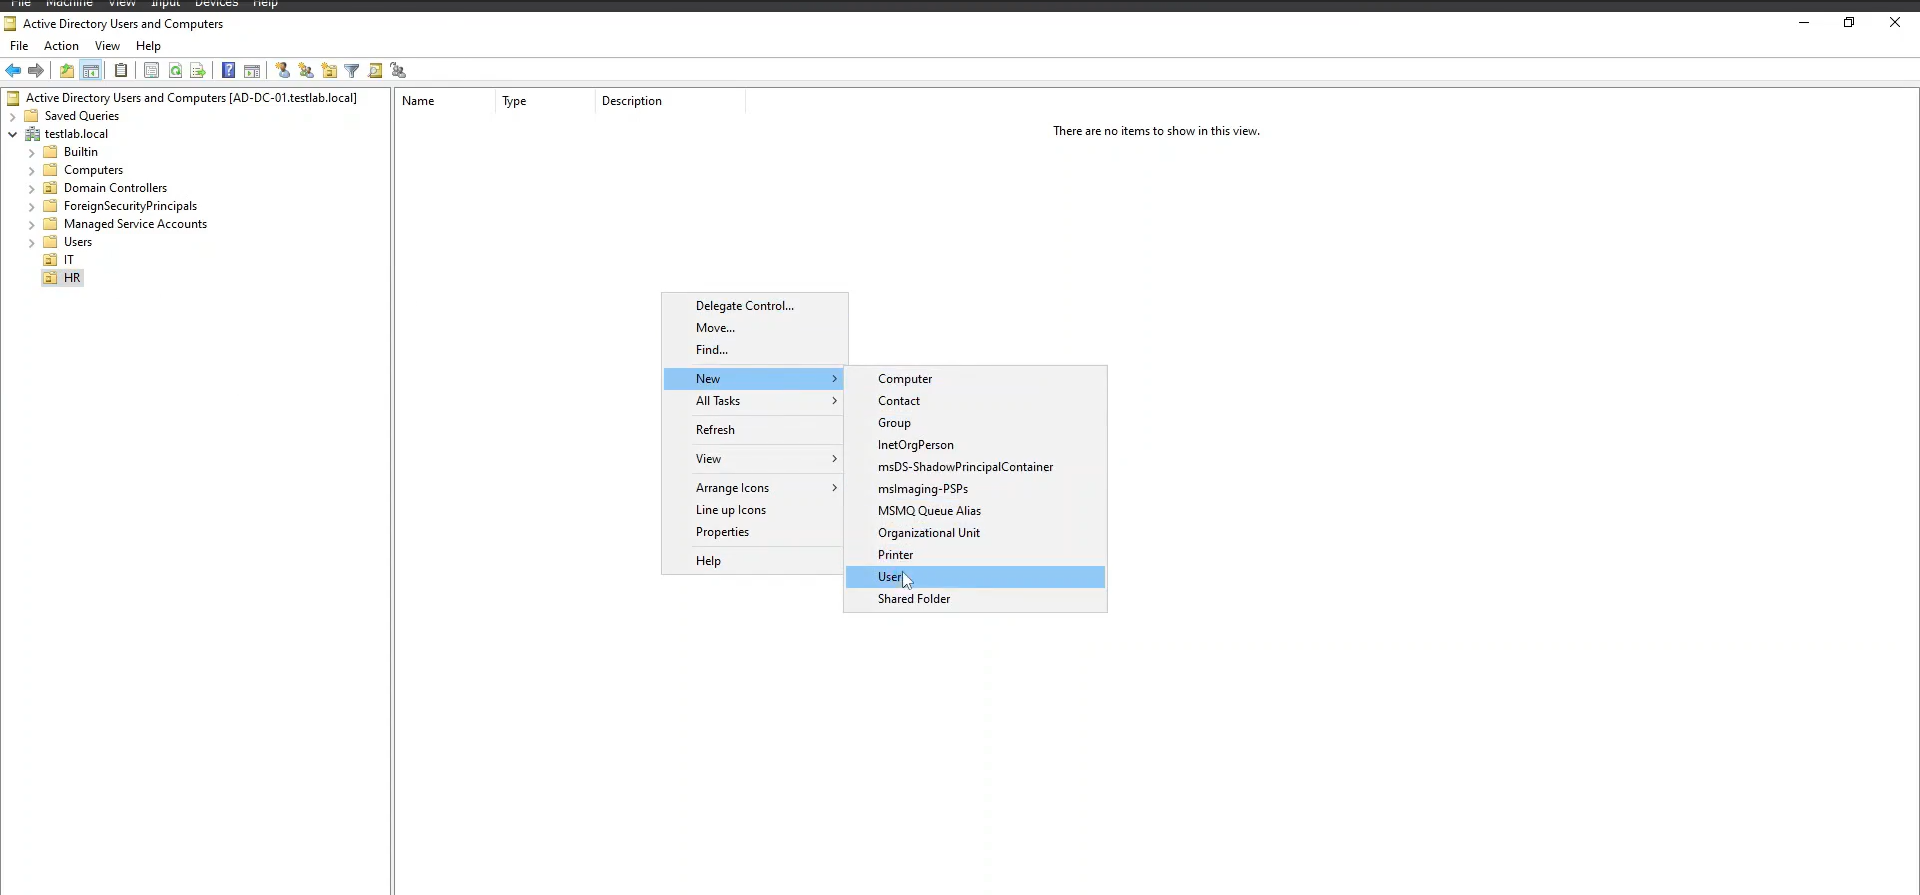 File Machine View Input Devices Help
Active Directory Users and Computers
File Action View Help
Active Directory Users and Computers [AD-DC-01.testlab.local]
Saved Queries
testlab.local
Builtin
Computers
Domain Controllers
ForeignSecurityPrincipals
Managed Service Accounts
Users
IT
HR
Name Type Description
There are no items to show in this view.
Delegate Control...
Move...
Find...
New
All Tasks
Refresh
View
Arrange Icons
Line up Icons
Properties
Help
Computer
Contact
Group
InetOrgPerson
msDS-ShadowPrincipalContainer
msImaging-PSPs
MSMQ Queue Alias
Organizational Unit
Printer
User
Shared Folder